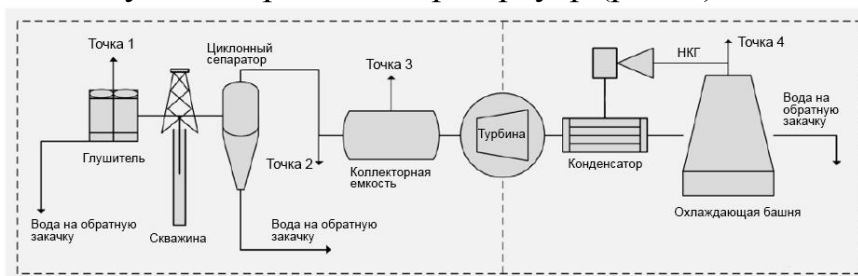 Точка 1
Циклонный
сепаратор
Точка 3
НКГ
Точка 4
Вода на
обратную
закачку
Турбина
Глушитель
Точка 2
Коллекторная
емкость
Конденсатор
Вода на обратную
закачку
Скважина
Вода на обратную
закачку
Охлаждающая башня